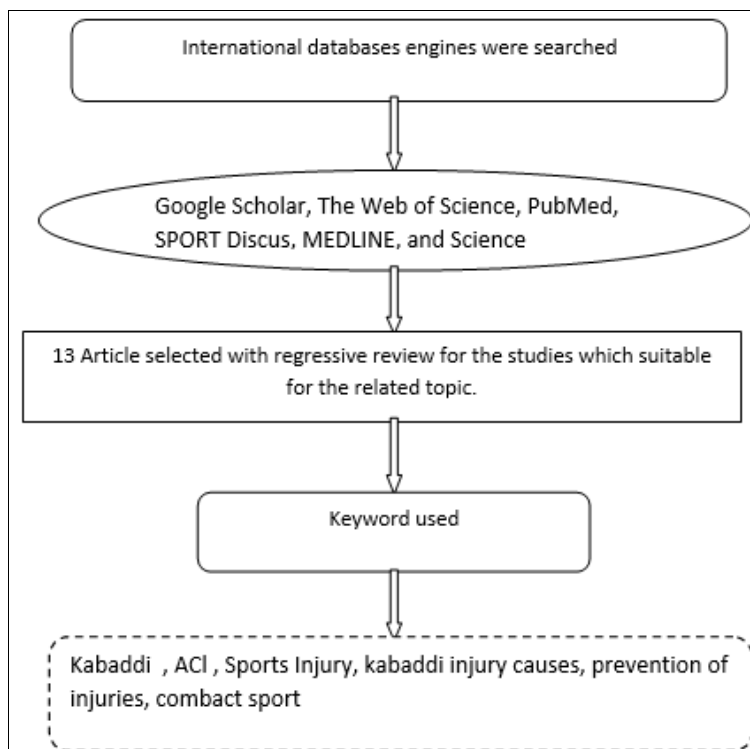 International databases engines were searched
Google Scholar, The Web of Science, PubMed,
SPORT Discus, MEDLINE, and Science
13 Article selected with regressive review for the studies which suitable
for the related topic.
Keyword used
Kabaddi , ACl , Sports Injury, kabaddi injury causes, prevention of
injuries, combact sport